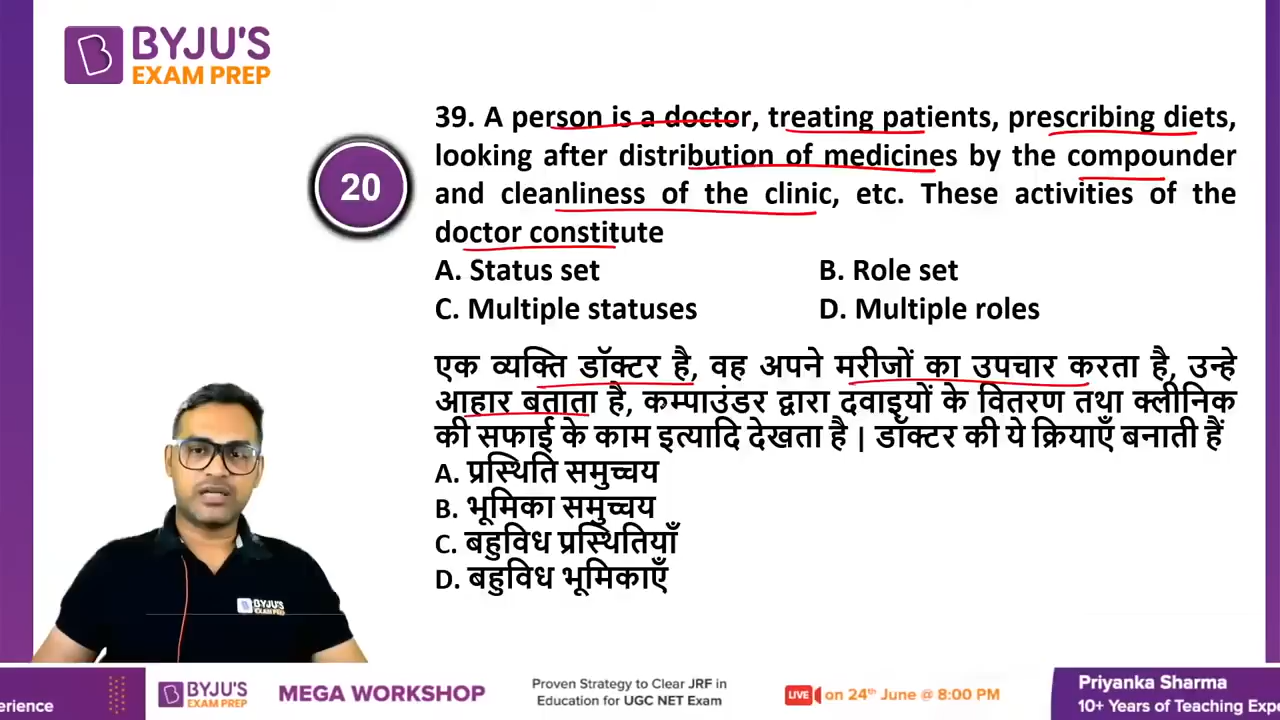 BYJU'S
EXAM PREP
20
39. A person is a doctor, treating patients, prescribing diets,
looking after distribution of medicines by the compounder
and cleanliness of the clinic, etc. These activities of the
doctor constitute
A. Status set B. Role set
C. Multiple statuses D. Multiple roles
एक व्यक्ति डॉक्टर है, वह अपने मरीजों का उपचार करता है, उन्हे
आहार बताता है, कम्पाउंडर द्वारा दवाइयों के वितरण तथा क्लीनिक
की सफाई के काम इत्यादि देखता है | डॉक्टर की ये क्रियाएँ बनाती हैं
A. प्रस्थिति समुच्चय
B. भूमिका समुच्चय
C. बहुविध प्रस्थितियाँ
D. बहुविध भूमिकाएँ
BYJU'S
EXAM PREP
erience
BYJU'S
EXAM PREP
MEGA WORKSHOP
Proven Strategy to Clear JRF in
Education for UGC NET Exam
LIVE on 24th June @ 8:00 PM
Priyanka Sharma
10+ Years of Teaching Expe